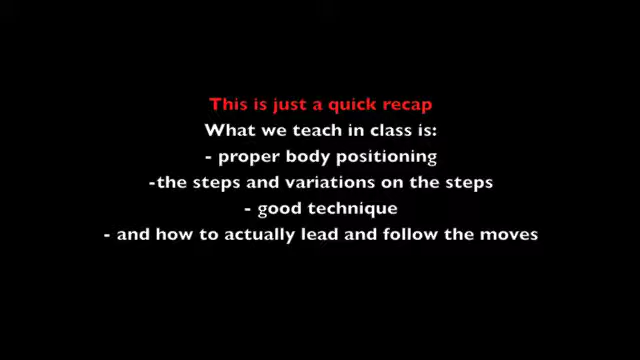 This is just a quick recap
What we teach in class is:
- proper body positioning
-the steps and variations on the steps
- good technique
- and how to actually lead and follow the moves